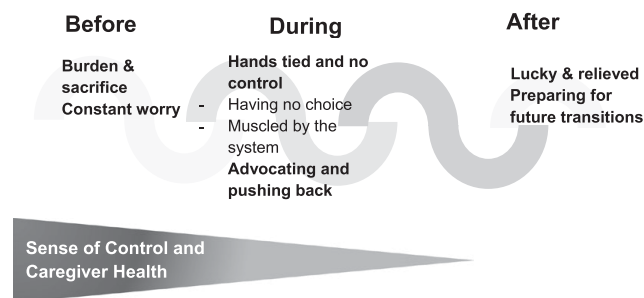 Before
Burden &
sacrifice
Constant worry
During
Hands tied and no
control
- Having no choice
- Muscled by the
system
Advocating and
pushing back
After
Lucky & relieved
Preparing for
future transitions
Sense of Control and
Caregiver Health